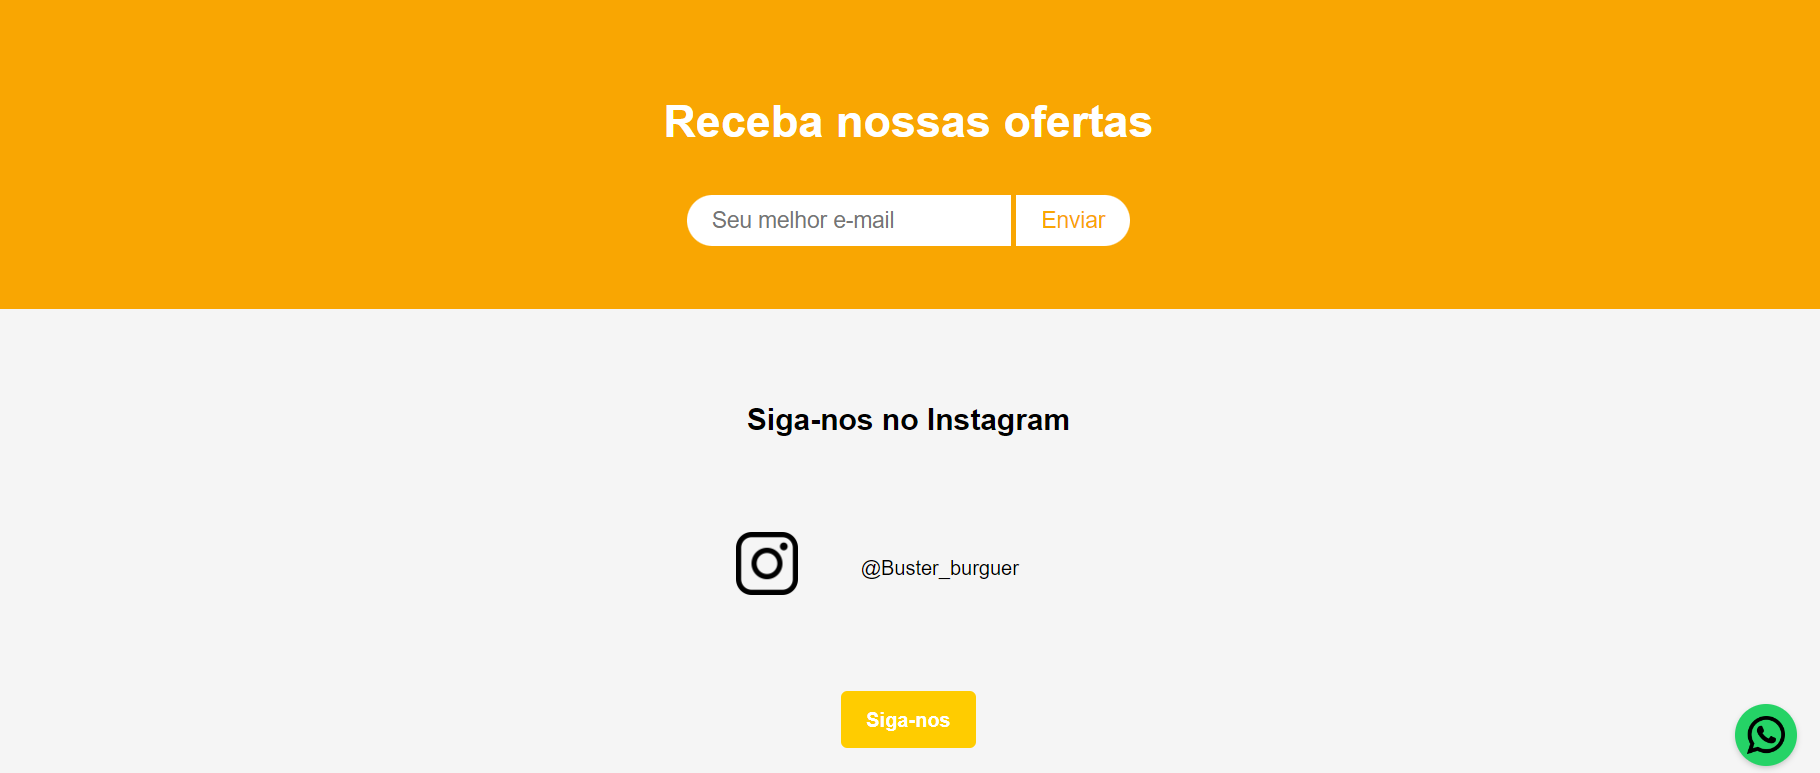 Receba nossas ofertas
Seu melhor e-mail
Enviar
Siga-nos no Instagram
@Buster_burguer
Siga-nos